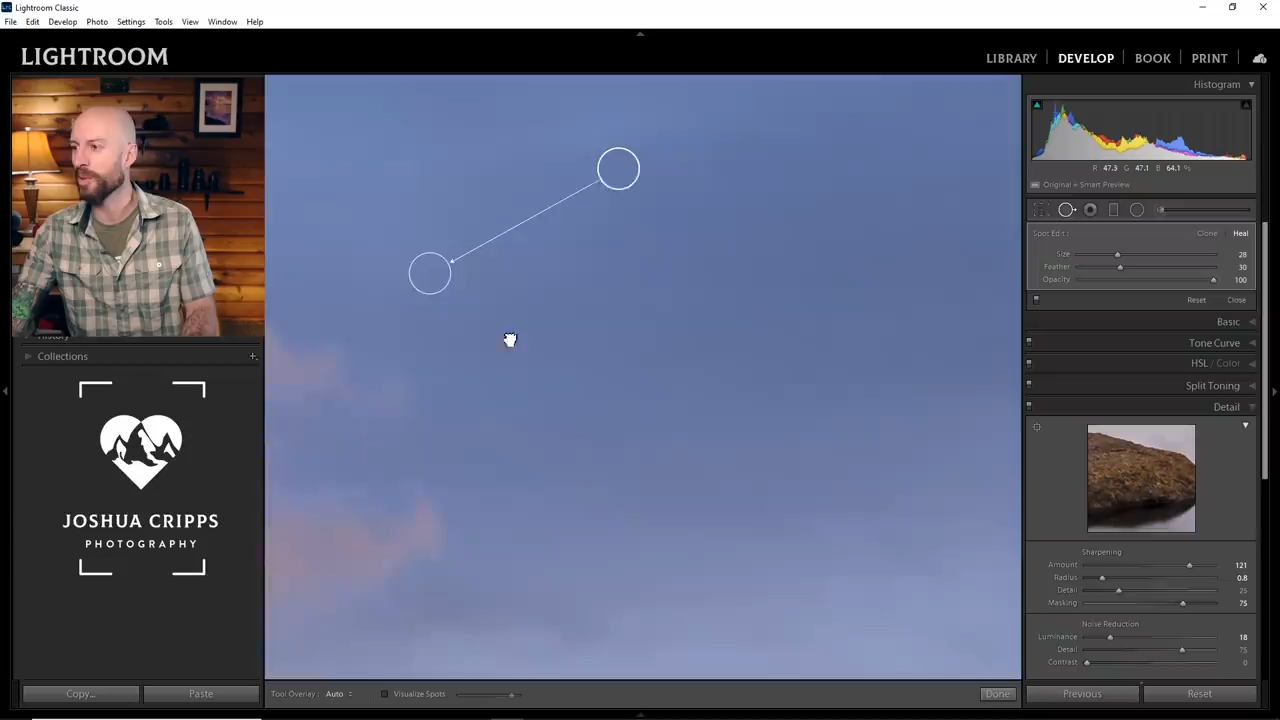 Lightroom Classic
File Edit Develop Photo Settings Tools View Window Help
LIGHTROOM
LIBRARY DEVELOP BOOK PRINT
Histogram
R 47.3 G 47.1 B 64.1 %
Original + Smart Preview
Spot Edit : Clone Heal
Size 28
Feather 30
Opacity 100
Reset Close
Basic
Tone Curve
HSL / Color
Split Toning
Detail
Collections
JOSHUA CRIPPS
PHOTOGRAPHY
Sharpening
Amount 121
Radius 0.8
Detail 25
Masking 75
Noise Reduction
Luminance 18
Detail 75
Contrast 0
Copy... Paste
Tool Overlay : Auto Visualize Spots Done
Previous Reset